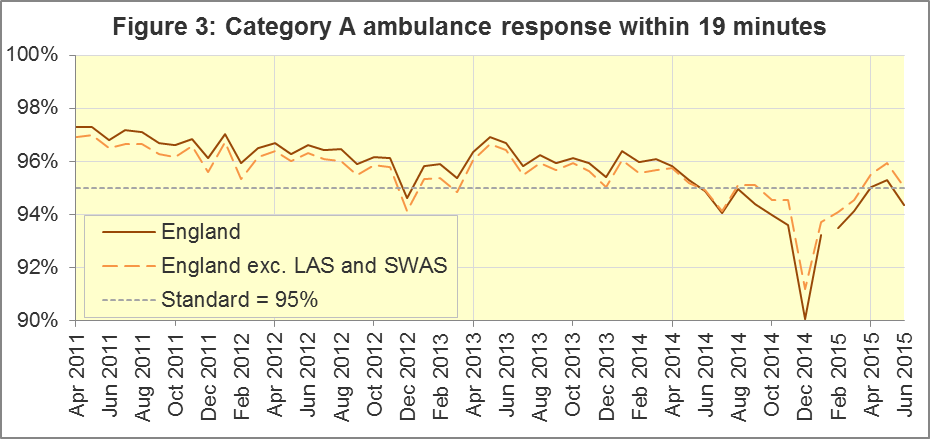 Figure 3: Category A ambulance response within 19 minutes
100%
98%
96%
94%
92%
90%
England
England exc. LAS and SWAS
Standard = 95%
Apr 2011
Jun 2011
Aug 2011
Oct 2011
Dec 2011
Feb 2012
Apr 2012
Jun 2012
Aug 2012
Oct 2012
Dec 2012
Feb 2013
Apr 2013
Jun 2013
Aug 2013
Oct 2013
Dec 2013
Feb 2014
Apr 2014
Jun 2014
Aug 2014
Oct 2014
Dec 2014
Feb 2015
Apr 2015
Jun 2015